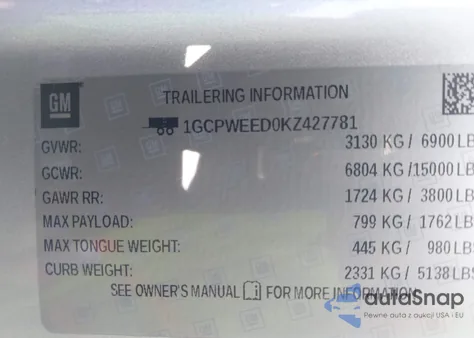 GM
TRAILERING INFORMATION
1GCPWEED0KZ427781
GVWR: 3130 KG / 6900 LB
GCWR: 6804 KG /15000 LB
GAWR RR: 1724 KG / 3800 LB
MAX PAYLOAD: 799 KG / 1762 LB
MAX TONGUE WEIGHT: 445 KG / 980 LBS
CURB WEIGHT: 2331 KG / 5138 LB
SEE OWNER'S MANUAL i FOR MORE INFORMATION
autaSnap
Pewne auta z aukcji USA i EU